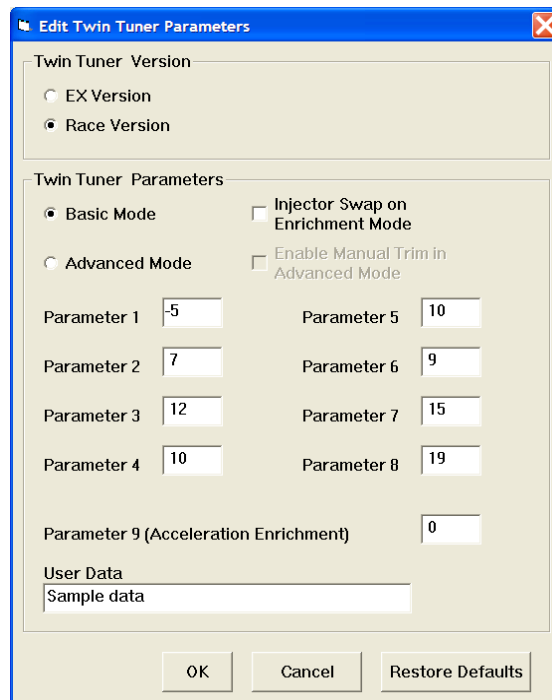 Edit Twin Tuner Parameters
Twin Tuner Version
EX Version
Race Version
Twin Tuner Parameters
Basic Mode
Injector Swap on
Enrichment Mode
Advanced Mode
Enable Manual Trim in
Advanced Mode
Parameter 1 -5 Parameter 5 10
Parameter 2 7 Parameter 6 9
Parameter 3 12 Parameter 7 15
Parameter 4 10 Parameter 8 19
Parameter 9 (Acceleration Enrichment) 0
User Data
Sample data
OK Cancel Restore Defaults